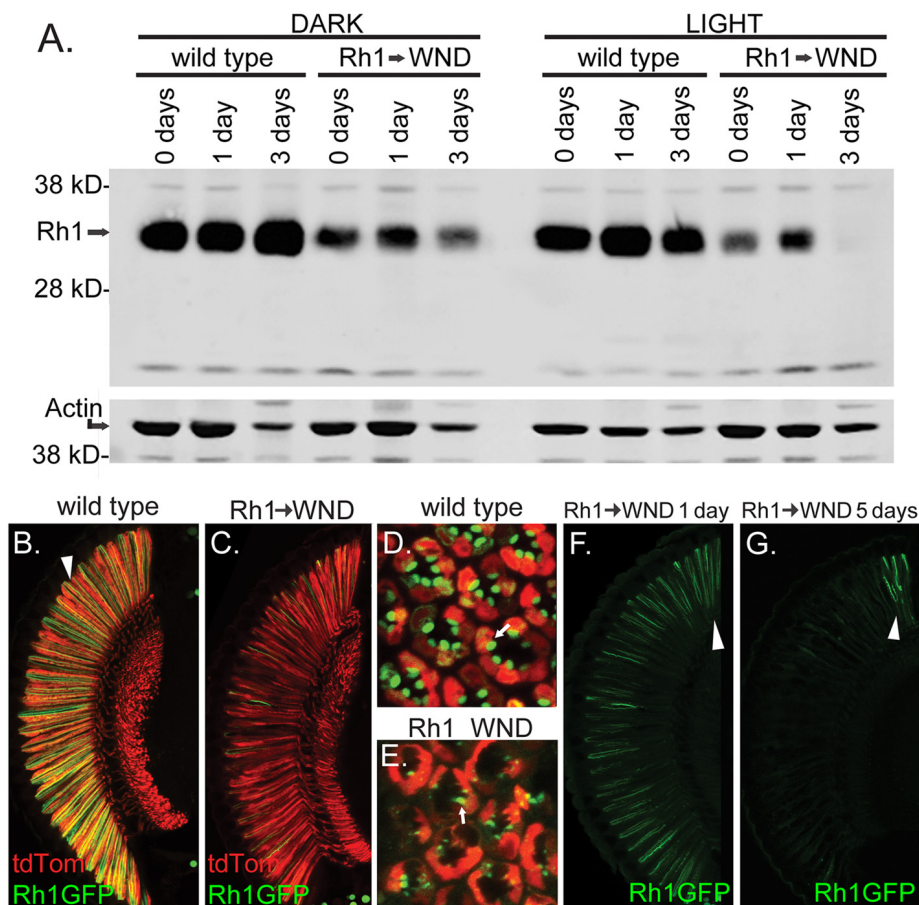 A.
DARK
LIGHT
wild type
Rh1→WND
wild type
Rh1→WND
0 days
1 day
3 days
0 days
1 day
3 days
0 days
1 day
3 days
0 days
1 day
3 days
38 kD-
Rh1→
28 kD-
Actin
38 kD-
wild type
Rh1→WND
wild type
Rh1→WND 1 day
Rh1→WND 5 days
B.
C.
D.
F.
G.
Rh1 WND
E.
tdTom
Rh1GFP
tdTom
Rh1GFP
Rh1GFP
Rh1GFP